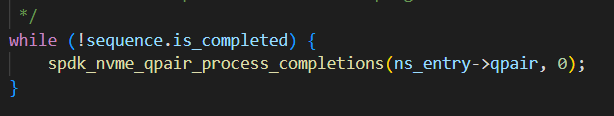 */
while (!sequence.is_completed) {
    spdk_nvme_qpair_process_completions(ns_entry->qpair, 0);
}